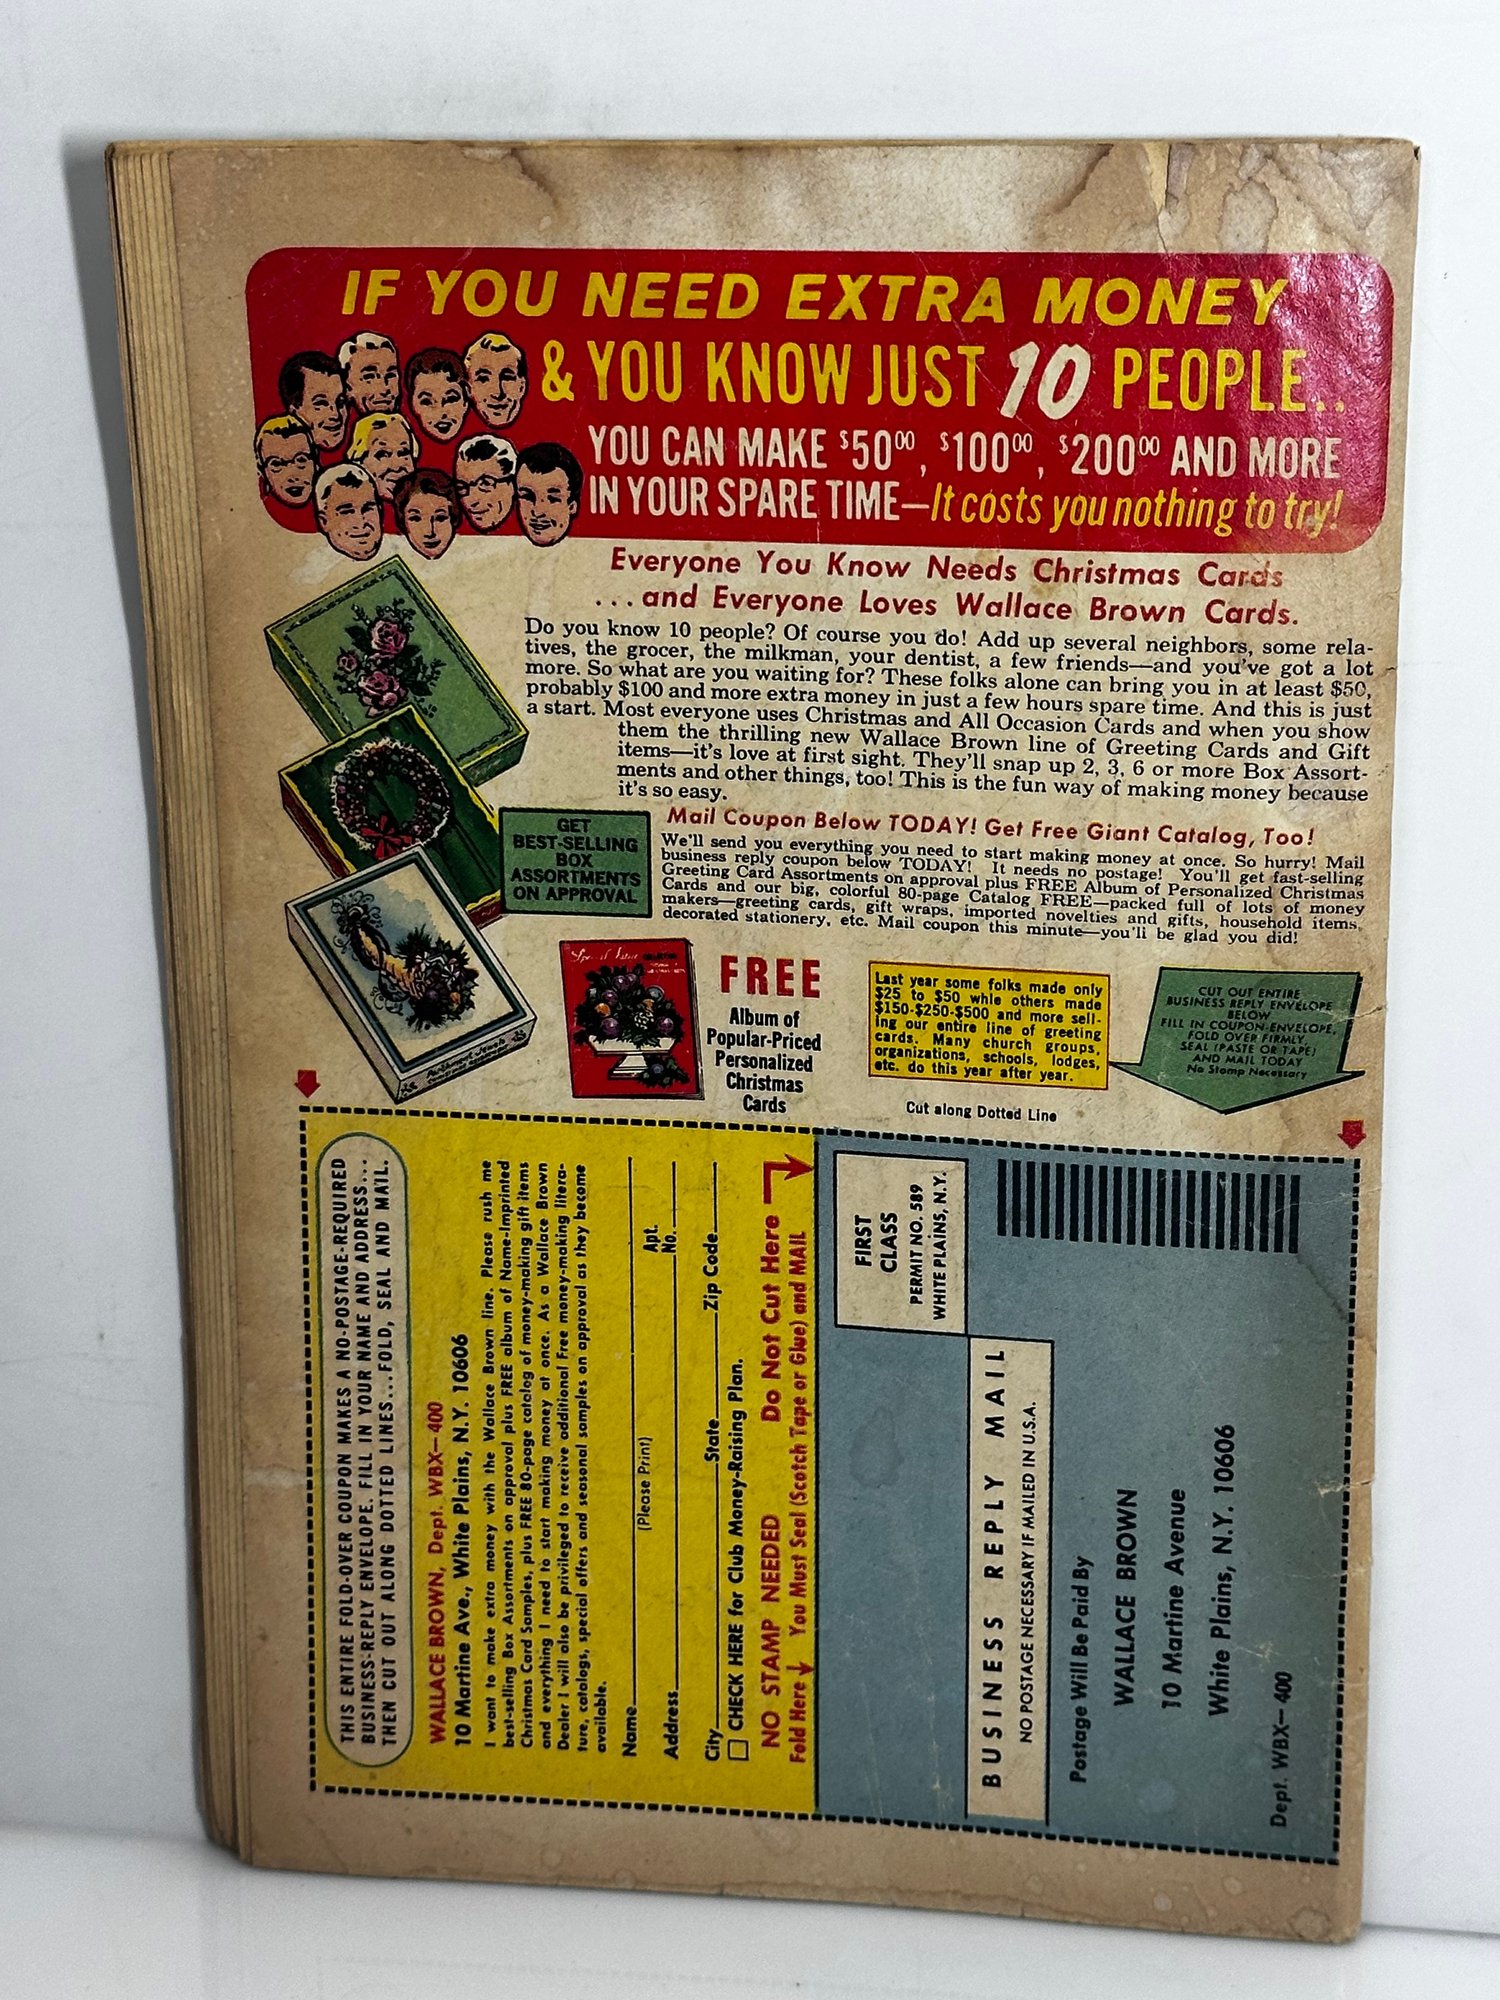 IF YOU NEED EXTRA MONEY
& YOU KNOW JUST 10 PEOPLE..
YOU CAN MAKE $50⁰⁰, $100⁰⁰, $200⁰⁰ AND MORE
IN YOUR SPARE TIME—It costs you nothing to try!
Everyone You Know Needs Christmas Cards
...and Everyone Loves Wallace Brown Cards.
Do you know 10 people? Of course you do! Add up several neighbors, some rela-
tives, the grocer, the milkman, your dentist, a few friends—and you've got a lot
more. So what are you waiting for? These folks alone can bring you in at least $50,
probably $100 and more extra money in just a few hours spare time. And this is just
a start. Most everyone uses Christmas and All Occasion Cards and when you show
them the thrilling new Wallace Brown line of Greeting Cards and Gift
items—it's love at first sight. They'll snap up 2, 3, 6 or more Box Assort-
ments and other things, too! This is the fun way of making money because
it's so easy.
GET
BEST-SELLING
BOX
ASSORTMENTS
ON APPROVAL
Mail Coupon Below TODAY! Get Free Giant Catalog, Too!
We'll send you everything you need to start making money at once. So hurry! Mail
business reply coupon below TODAY! It needs no postage! You'll get fast-selling
Greeting Card Assortments on approval plus FREE Album of Personalized Christmas
Cards and our big, colorful 80-page Catalog FREE—packed full of lots of money
makers—greeting cards, gift wraps, imported novelties and gifts, household items,
decorated stationery, etc. Mail coupon this minute—you'll be glad you did!
FREE
Album of
Popular-Priced
Personalized
Christmas
Cards
Last year some folks made only
$25 to $50 while others made
$150-$250-$500 and more sell-
ing our entire line of greeting
cards. Many church groups,
organizations, schools, lodges,
etc. do this year after year.
CUT OUT ENTIRE
BUSINESS REPLY ENVELOPE
BELOW
FILL IN COUPON-ENVELOPE,
FOLD OVER FIRMLY,
SEAL (PASTE OR TAPE)
AND MAIL TODAY
No Stamp Necessary
Cut along Dotted Line
THIS ENTIRE FOLD-OVER COUPON MAKES A NO-POSTAGE-REQUIRED
BUSINESS-REPLY ENVELOPE. FILL IN YOUR NAME AND ADDRESS...
THEN CUT OUT ALONG DOTTED LINES...FOLD, SEAL AND MAIL.
WALLACE BROWN, Dept. WBX—400
10 Martine Ave., White Plains, N.Y. 10606
I want to make extra money with the Wallace Brown line. Please rush me
best-selling Box Assortments on approval plus FREE album of Name-Imprinted
Christmas Card Samples, plus FREE 80-page catalog of money-making gift items
and everything I need to start making money at once. As a Wallace Brown
Dealer I will also be privileged to receive additional Free money-making litera-
ture, catalogs, special offers and seasonal samples on approval as they become
available.
Name
(Please Print)
Address Apt. No.
City State Zip Code
CHECK HERE for Club Money-Raising Plan.
NO STAMP NEEDED Do Not Cut Here
Fold Here You Must Seal (Scotch Tape or Glue) and MAIL
FIRST
CLASS
PERMIT NO. 589
WHITE PLAINS, N.Y.
BUSINESS REPLY MAIL
NO POSTAGE NECESSARY IF MAILED IN U.S.A.
Postage Will Be Paid By
WALLACE BROWN
10 Martine Avenue
White Plains, N.Y. 10606
Dept. WBX—400